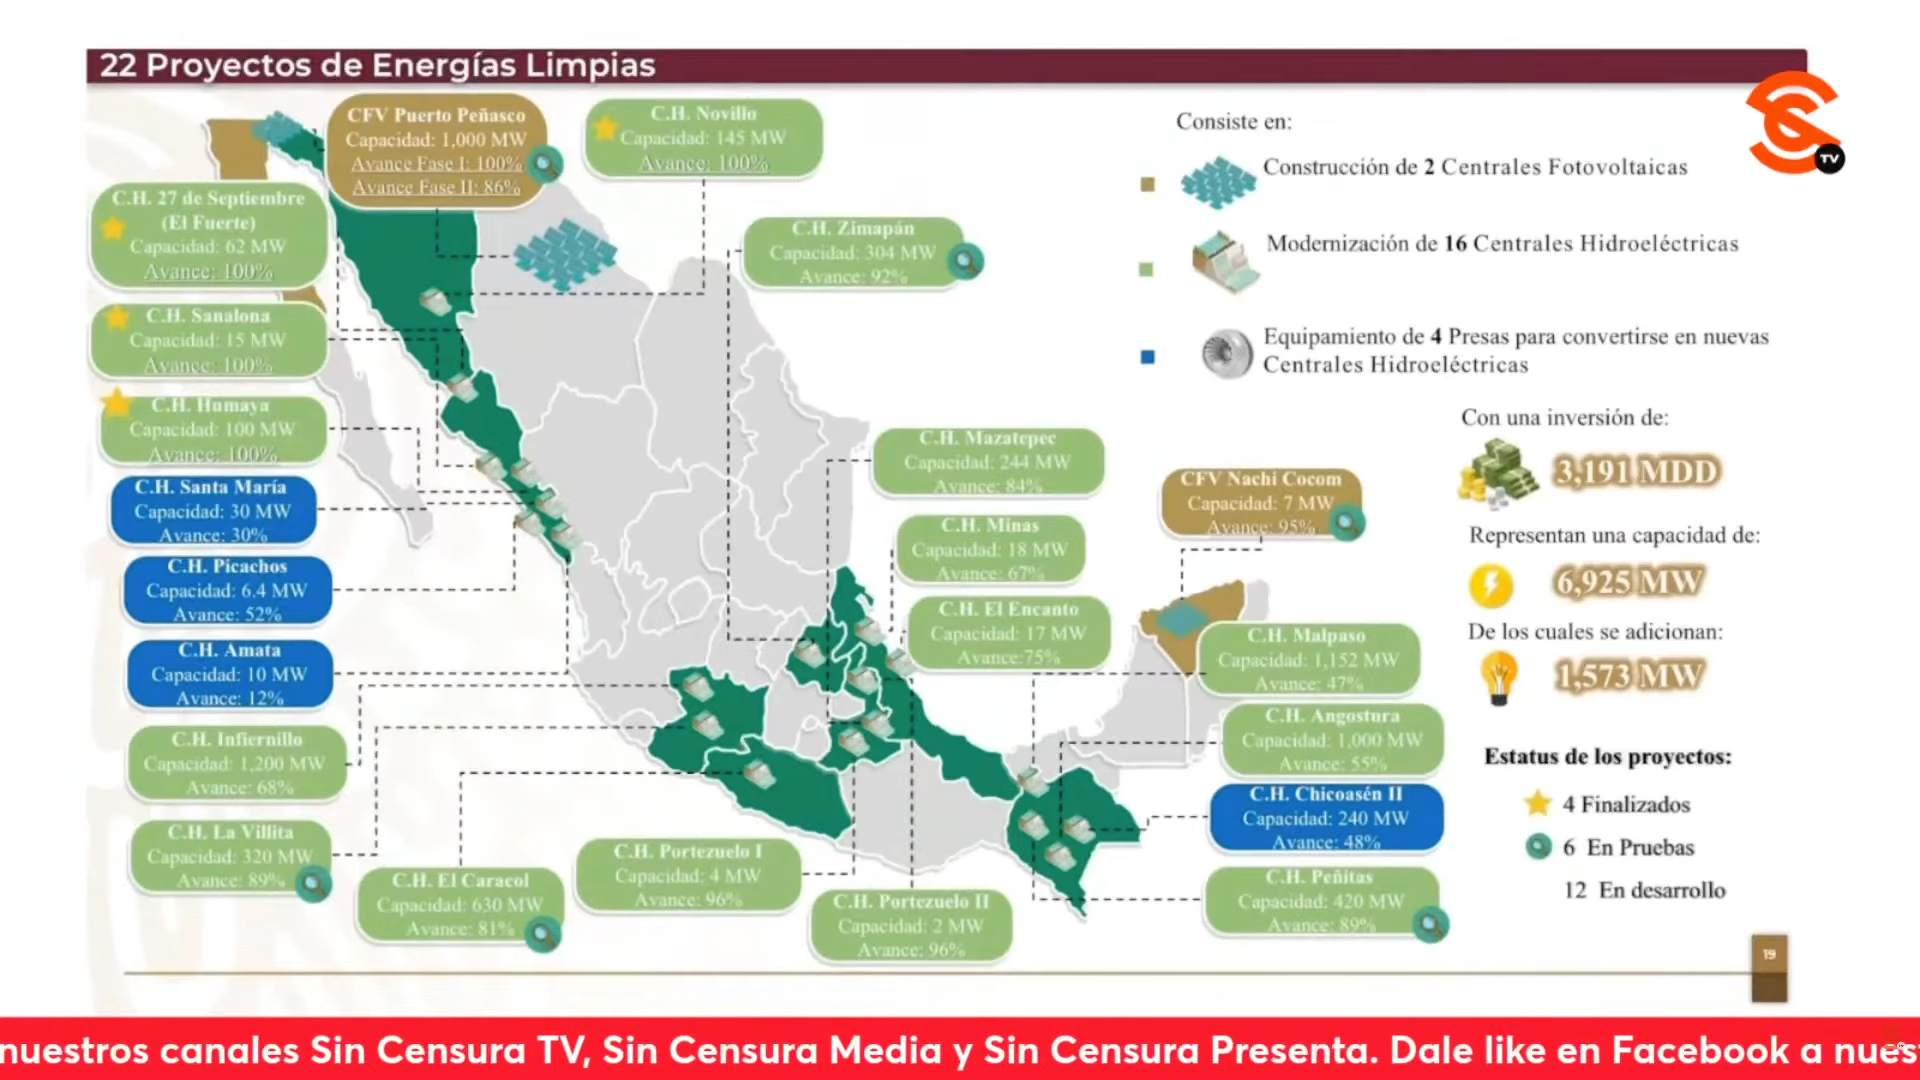 22 Proyectos de Energías Limpias
CFV Puerto Peñasco
Capacidad: 1,000 MW
Avance Fase I: 100%
Avance Fase II: 86%
C.H. Novillo
Capacidad: 145 MW
Avance: 100%
C.H. 27 de Septiembre
(El Fuerte)
Capacidad: 62 MW
Avance: 100%
C.H. Zimapán
Capacidad: 304 MW
Avance: 92%
C.H. Sanalona
Capacidad: 15 MW
Avance: 100%
C.H. Humaya
Capacidad: 100 MW
Avance: 100%
C.H. Santa María
Capacidad: 30 MW
Avance: 30%
C.H. Picachos
Capacidad: 6.4 MW
Avance: 52%
C.H. Amata
Capacidad: 10 MW
Avance: 12%
C.H. Infiernillo
Capacidad: 1,200 MW
Avance: 68%
C.H. La Villita
Capacidad: 320 MW
Avance: 89%
C.H. El Caracol
Capacidad: 630 MW
Avance: 81%
C.H. Portezuelo I
Capacidad: 4 MW
Avance: 96%
C.H. Portezuelo II
Capacidad: 2 MW
Avance: 96%
C.H. Mazatepec
Capacidad: 244 MW
Avance: 84%
C.H. Minas
Capacidad: 18 MW
Avance: 67%
C.H. El Encanto
Capacidad: 17 MW
Avance:75%
CFV Nachi Cocom
Capacidad: 7 MW
Avance: 95%
C.H. Malpaso
Capacidad: 1,152 MW
Avance: 47%
C.H. Angostura
Capacidad: 1,000 MW
Avance: 55%
C.H. Chicoasén II
Capacidad: 240 MW
Avance: 48%
C.H. Peñitas
Capacidad: 420 MW
Avance: 89%
Consiste en:
Construcción de 2 Centrales Fotovoltaicas
Modernización de 16 Centrales Hidroeléctricas
Equipamiento de 4 Presas para convertirse en nuevas
Centrales Hidroeléctricas
Con una inversión de:
3,191 MDD
Representan una capacidad de:
6,925 MW
De los cuales se adicionan:
1,573 MW
Estatus de los proyectos:
4 Finalizados
6 En Pruebas
12 En desarrollo
19
TV
nuestros canales Sin Censura TV, Sin Censura Media y Sin Censura Presenta. Dale like en Facebook a nues